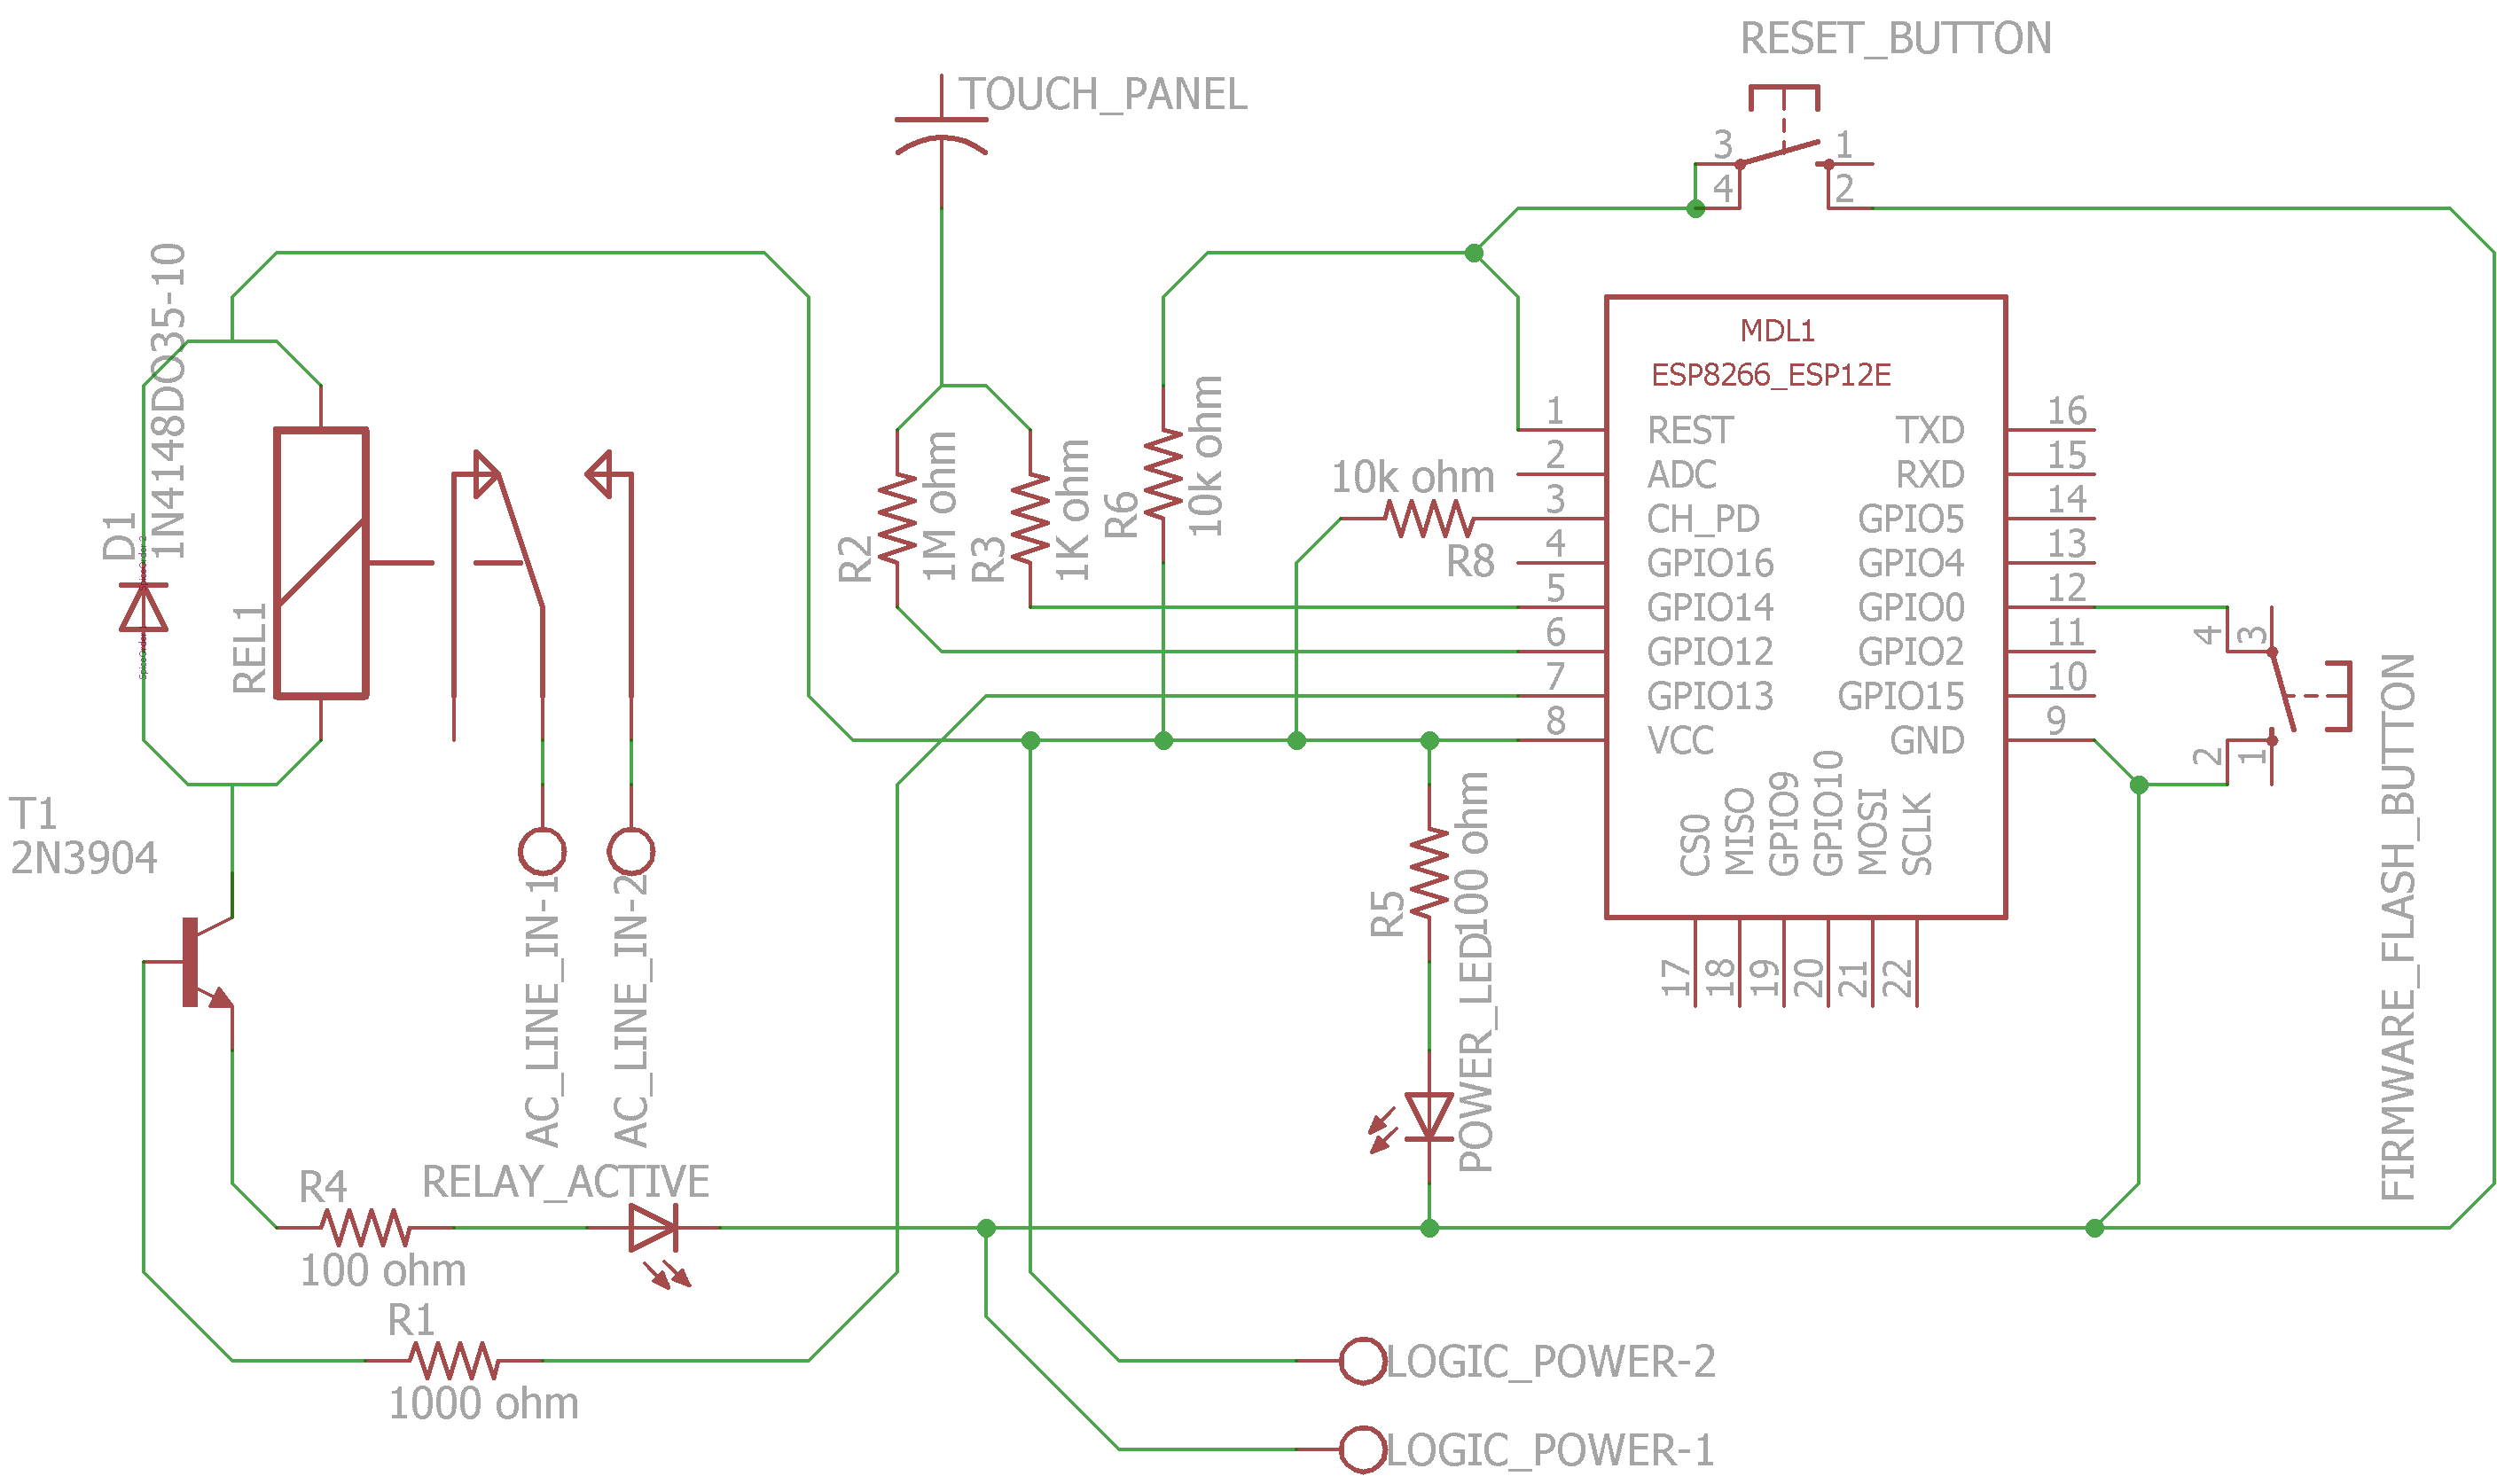 RESET_BUTTON
3
1
4
2
TOUCH_PANEL
D1
1N4148DO35-10
REL1
R2
1M ohm
R3
1K ohm
R6
10k ohm
10k ohm
R8
MDL1
ESP8266_ESP12E
1
REST
TXD
16
2
ADC
RXD
15
3
CH_PD
GPIO5
14
4
GPIO16
GPIO4
13
5
GPIO14
GPIO0
12
6
GPIO12
GPIO2
11
7
GPIO13
GPIO15
10
8
VCC
GND
9
CS0
MISO
GPIO9
GPIO10
MOSI
SCLK
17
18
19
20
21
22
4
3
2
1
FIRMWARE_FLASH_BUTTON
T1
2N3904
AC_LINE_IN-1
AC_LINE_IN-2
R5
100 ohm
POWER_LED
R4
100 ohm
RELAY_ACTIVE
R1
1000 ohm
LOGIC_POWER-2
LOGIC_POWER-1